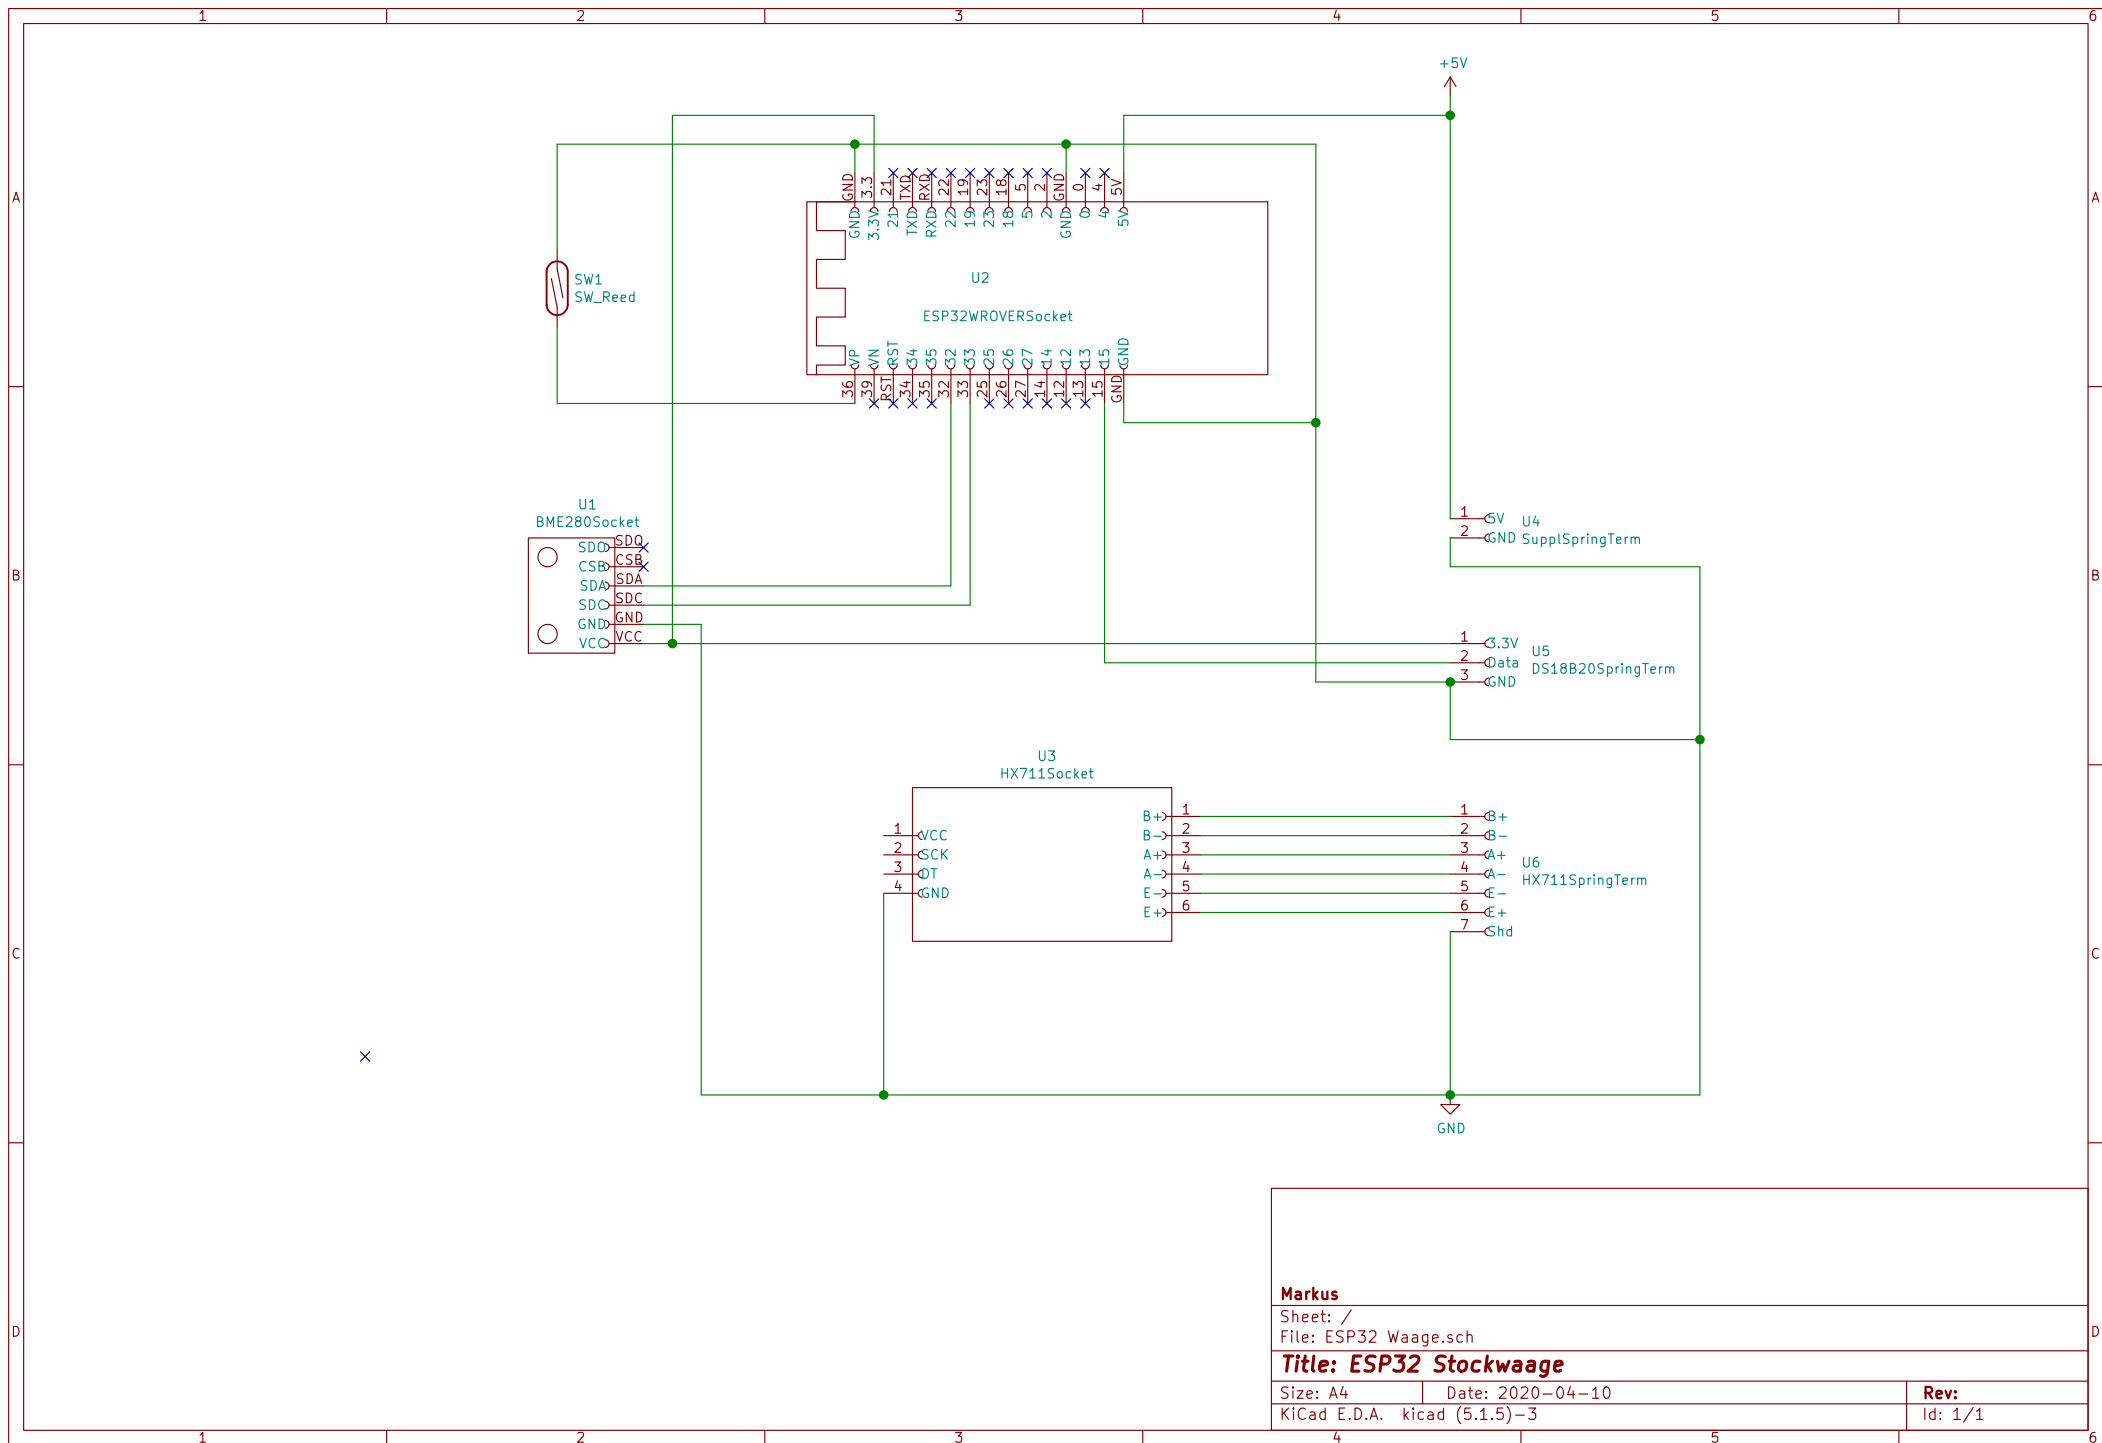 1 2 3 4 5 6
A A
B B
C C
D D
+5V
GND 3.3 21 TXD RXD 22 19 23 18 5 2 GND 0 4 5V
GND 3.3V 21 TXD RXD 22 19 23 18 5 2 GND 0 4 5V
U2
ESP32WROVERSocket
VP VN RST 34 35 32 33 25 26 27 14 12 13 15 GND
36 39 RST 34 35 32 33 25 26 27 14 12 13 15 GND
SW1
SW_Reed
U1
BME280Socket
SDO SDO
CSB CSB
SDA SDA
SDC SDC
GND GND
VCC VCC
1 5V
2 GND
U4
SupplSpringTerm
1 3.3V
2 Data
3 GND
U5
DS18B20SpringTerm
U3
HX711Socket
1 VCC
2 SCK
3 DT
4 GND
B+ 1
B- 2
A+ 3
A- 4
E- 5
E+ 6
1 B+
2 B-
3 A+
4 A-
5 E-
6 E+
7 Shd
U6
HX711SpringTerm
GND
Markus
Sheet: /
File: ESP32 Waage.sch
Title: ESP32 Stockwaage
Size: A4 Date: 2020-04-10 Rev:
KiCad E.D.A. kicad (5.1.5)-3 Id: 1/1
1 2 3 4 5 6